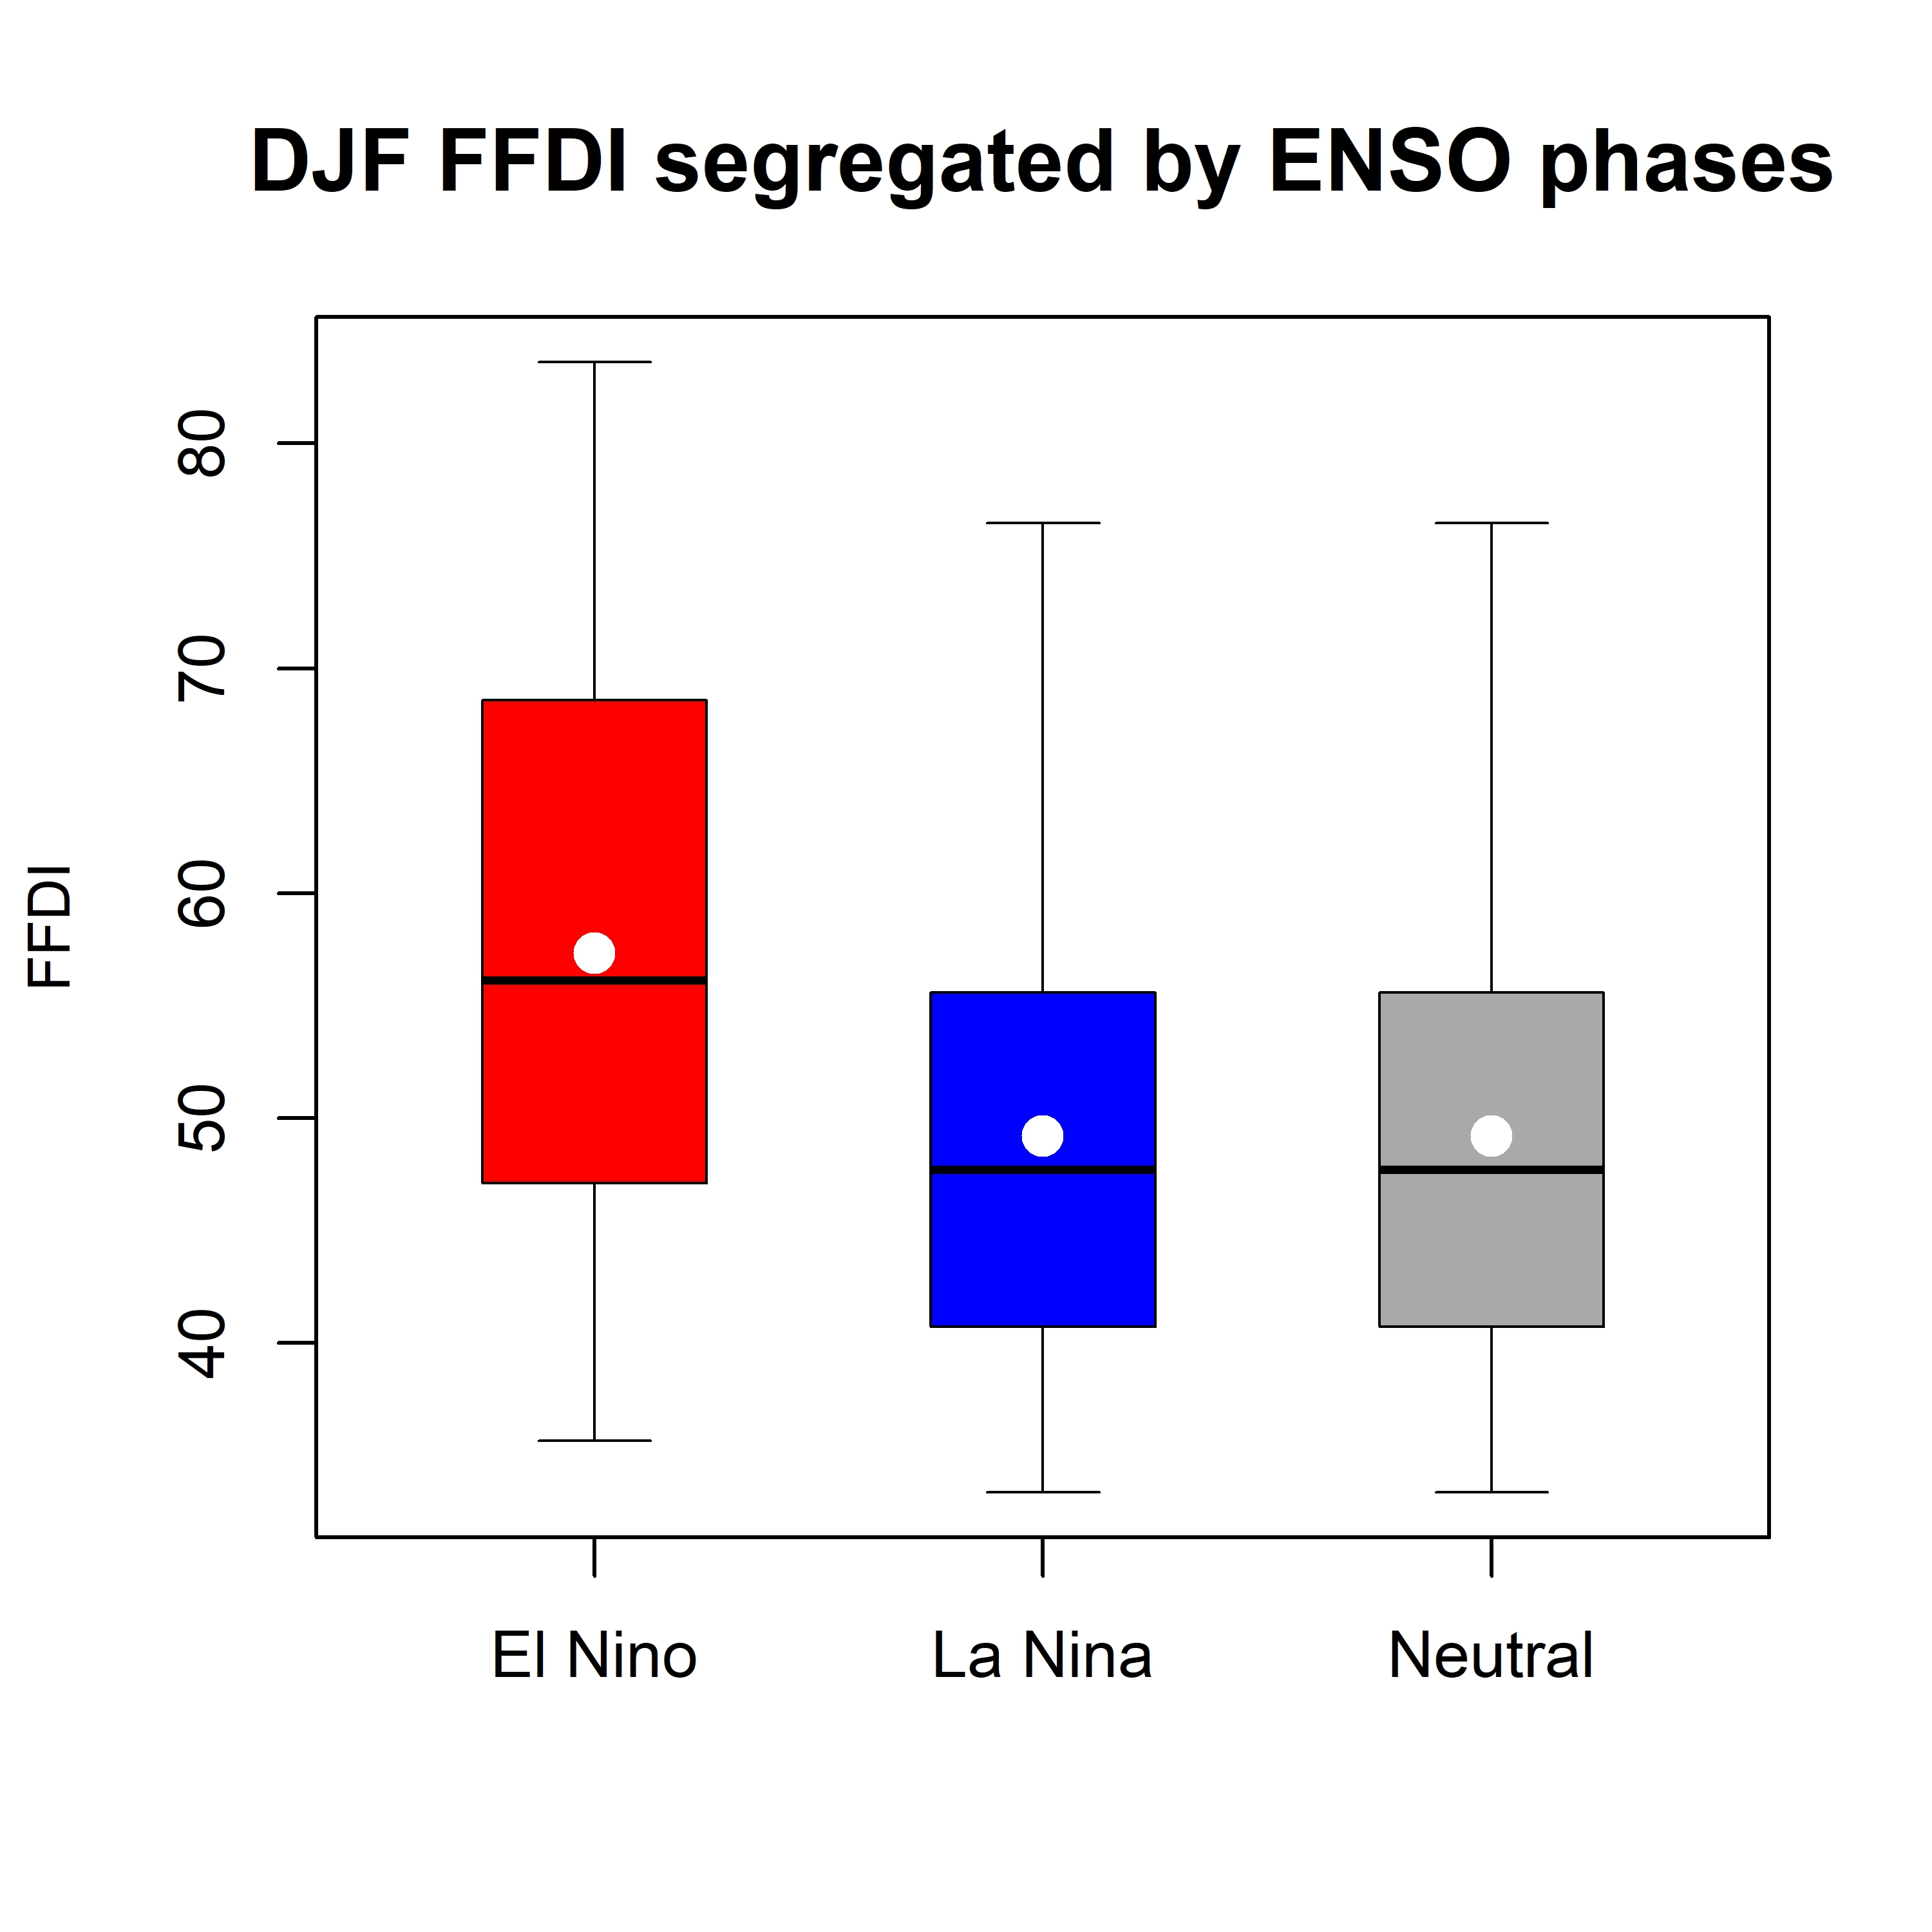 DJF FFDI segregated by ENSO phases
FFDI
80
70
60
50
40
El Nino
La Nina
Neutral